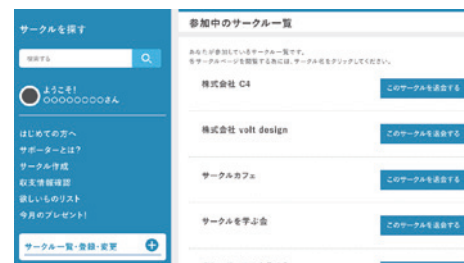 サークルを探す
検索する
ようこそ!
○○○○○○○○さん
はじめての方へ
サポーターとは?
サークル作成
収支情報確認
欲しいものリスト
今月のプレゼント!
サークル一覧・登録・変更
参加中のサークル一覧
あなたが参加しているサークル一覧です。
各サークルページを閲覧する為には、サークル名をクリックしてください。
株式会社 C4
このサークルを退会する
株式会社 volt design
このサークルを退会する
サークルカフェ
このサークルを退会する
サークルを学ぶ会
このサークルを退会する